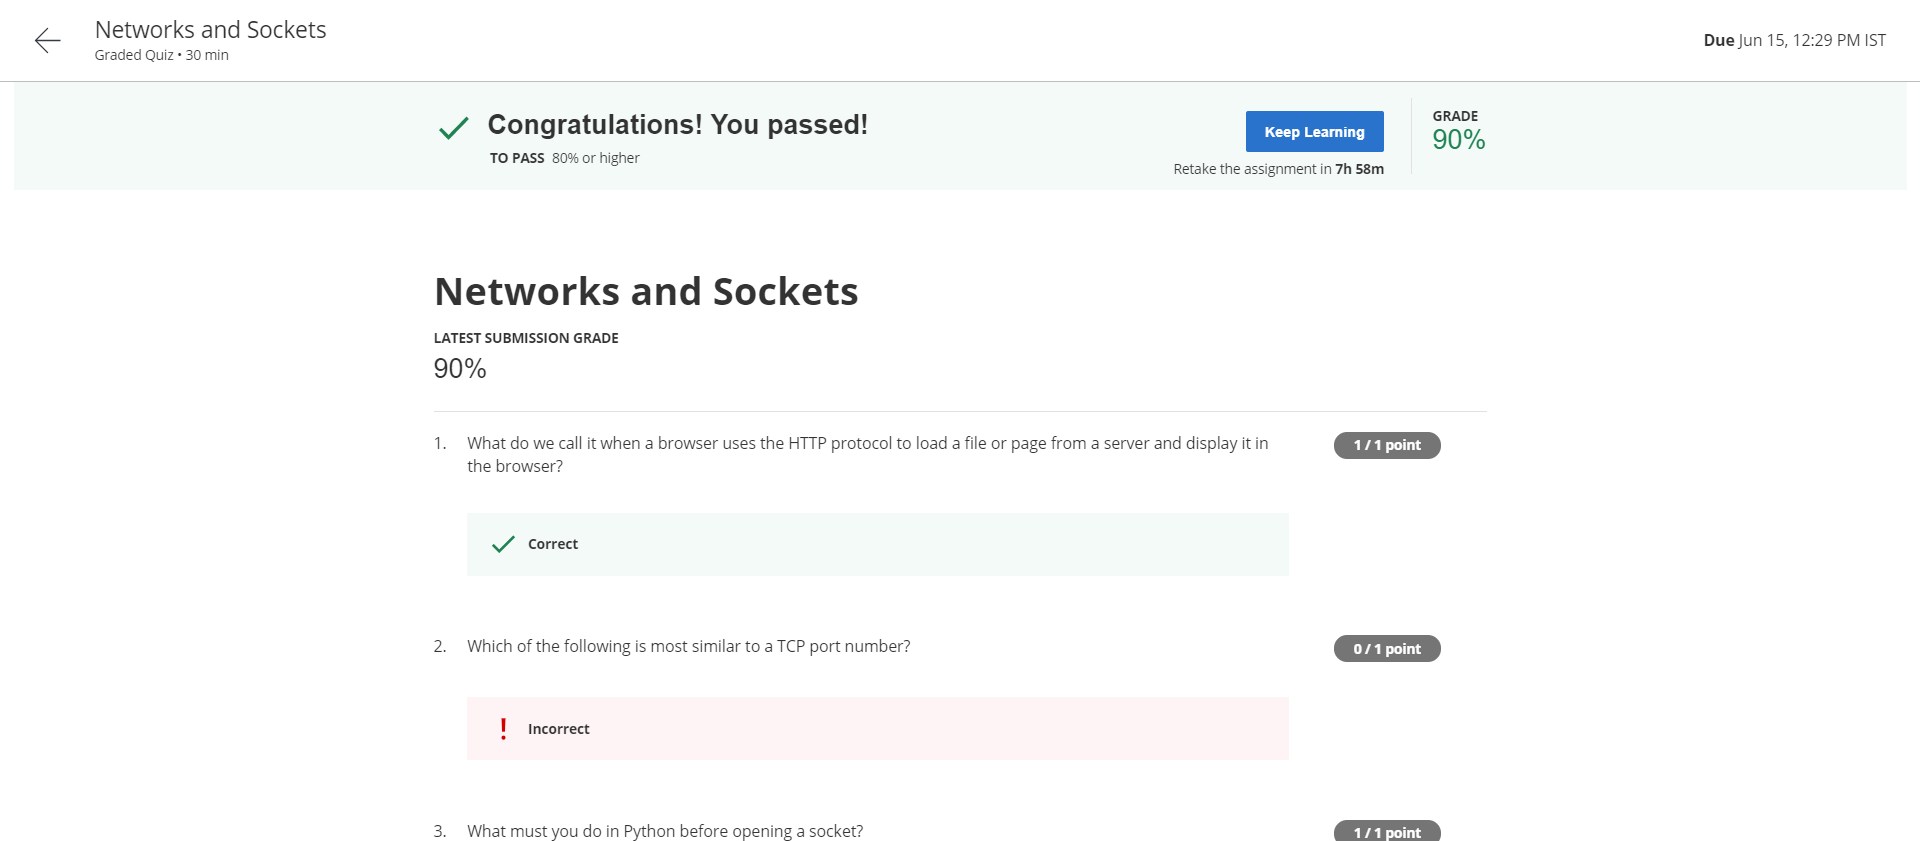 Networks and Sockets
Graded Quiz • 30 min
Due Jun 15, 12:29 PM IST
Congratulations! You passed!
TO PASS 80% or higher
Keep Learning
Retake the assignment in 7h 58m
GRADE
90%
Networks and Sockets
LATEST SUBMISSION GRADE
90%
1. What do we call it when a browser uses the HTTP protocol to load a file or page from a server and display it in
the browser?
1 / 1 point
Correct
2. Which of the following is most similar to a TCP port number?
0 / 1 point
Incorrect
3. What must you do in Python before opening a socket?
1 / 1 point